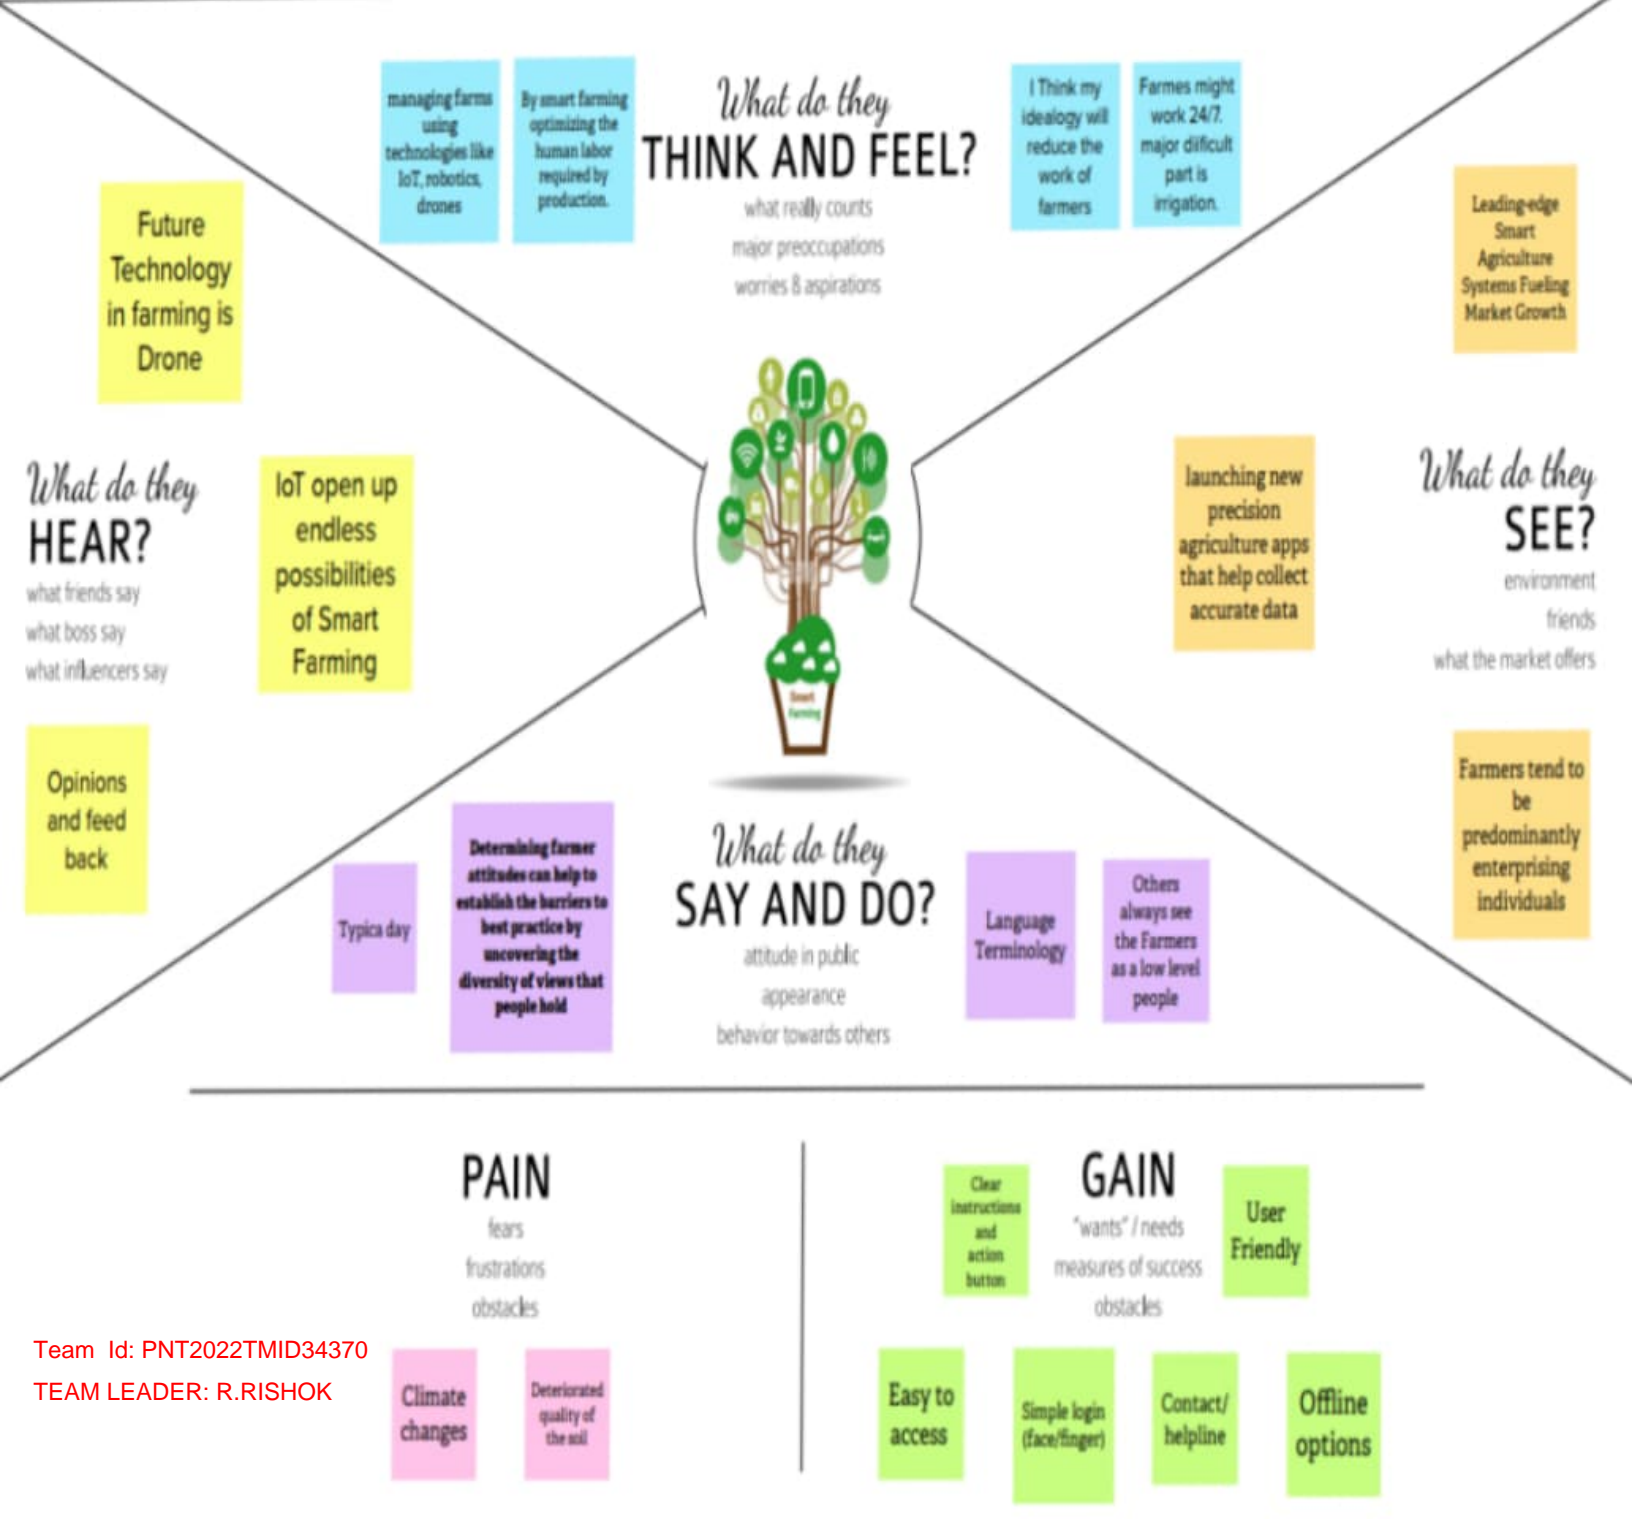 What do they
THINK AND FEEL?
what really counts
major preoccupations
worries & aspirations
managing farms
using
technologies like
IoT, robotics,
drones
By smart farming
optimizing the
human labor
required by
production.
I Think my
idealogy will
reduce the
work of
farmers
Farmes might
work 24/7.
major dificult
part is
irrigation.
Future
Technology
in farming is
Drone
What do they
HEAR?
what friends say
what boss say
what influencers say
IoT open up
endless
possibilities
of Smart
Farming
Opinions
and feed
back
Smart
Farming
Leading-edge
Smart
Agriculture
Systems Fueling
Market Growth
launching new
precision
agriculture apps
that help collect
accurate data
What do they
SEE?
environment
friends
what the market offers
Farmers tend to
be
predominantly
enterprising
individuals
What do they
SAY AND DO?
attitude in public
appearance
behavior towards others
Typica day
Determining farmer
attitudes can help to
establish the barriers to
best practice by
uncovering the
diversity of views that
people hold
Language
Terminology
Others
always see
the Farmers
as a low level
people
PAIN
fears
frustrations
obstacles
Team Id: PNT2022TMID34370
TEAM LEADER: R.RISHOK
Climate
changes
Deteriorated
quality of
the soil
GAIN
"wants" / needs
measures of success
obstacles
Clear
instructions
and
action
button
User
Friendly
Easy to
access
Simple login
(face/finger)
Contact/
helpline
Offline
options